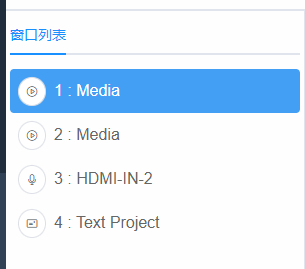 窗口列表
1 : Media
2 : Media
3 : HDMI-IN-2
4 : Text Project